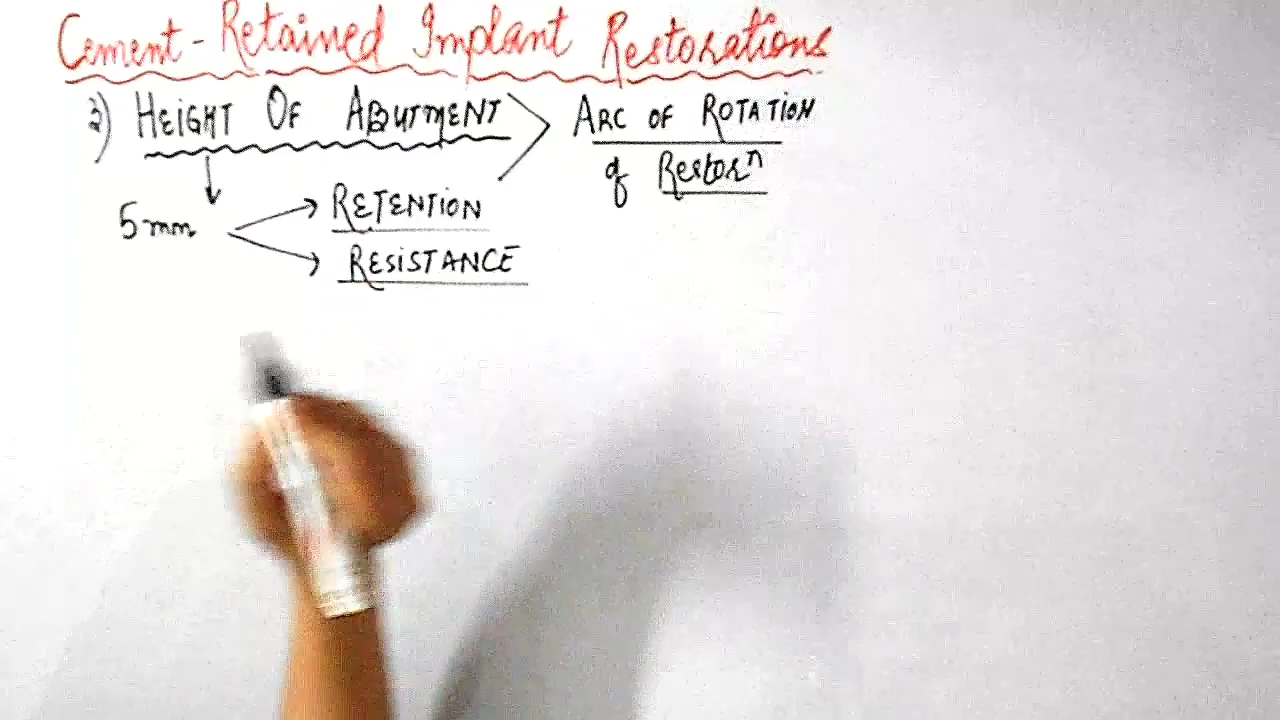 Cement-Retained Implant Restorations
2) HEIGHT OF ABUTMENT > ARC OF ROTATION
of Restorⁿ
5mm
RETENTION
RESISTANCE